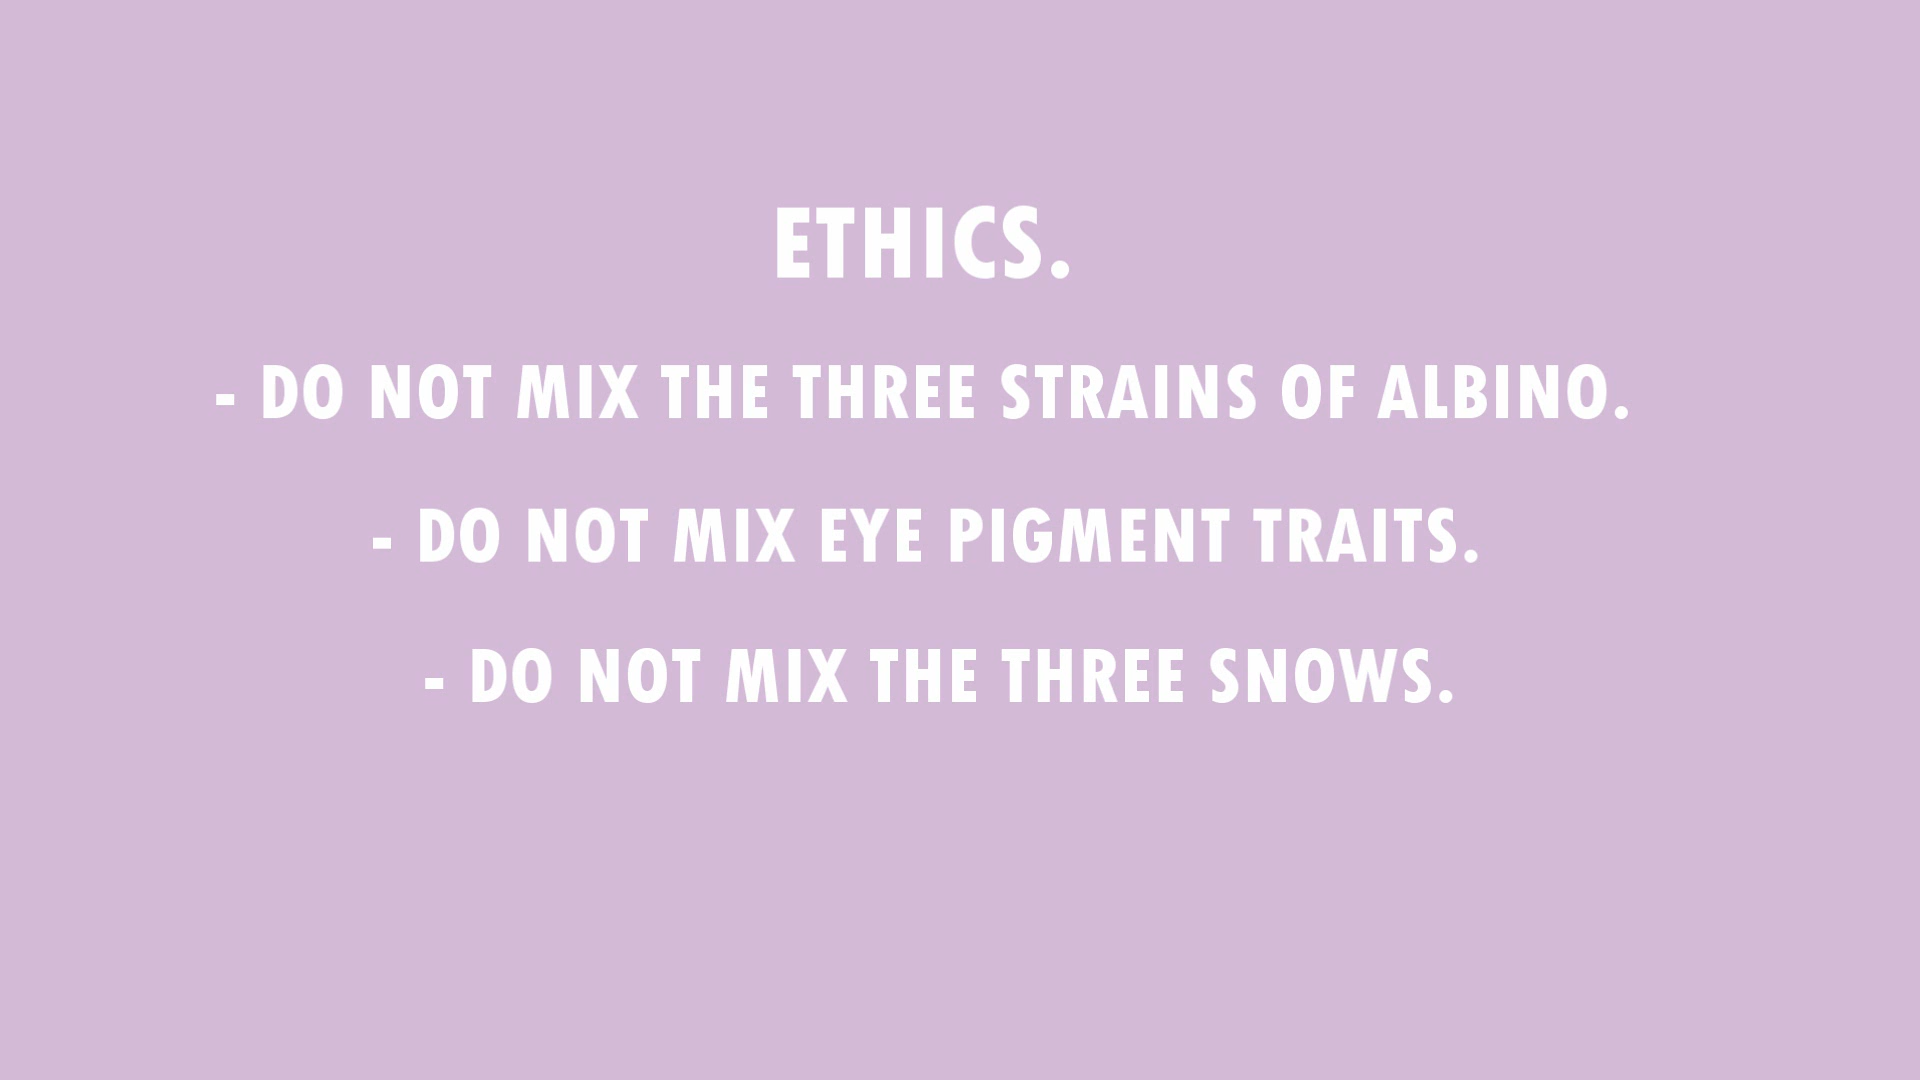 ETHICS.
- DO NOT MIX THE THREE STRAINS OF ALBINO.
- DO NOT MIX EYE PIGMENT TRAITS.
- DO NOT MIX THE THREE SNOWS.